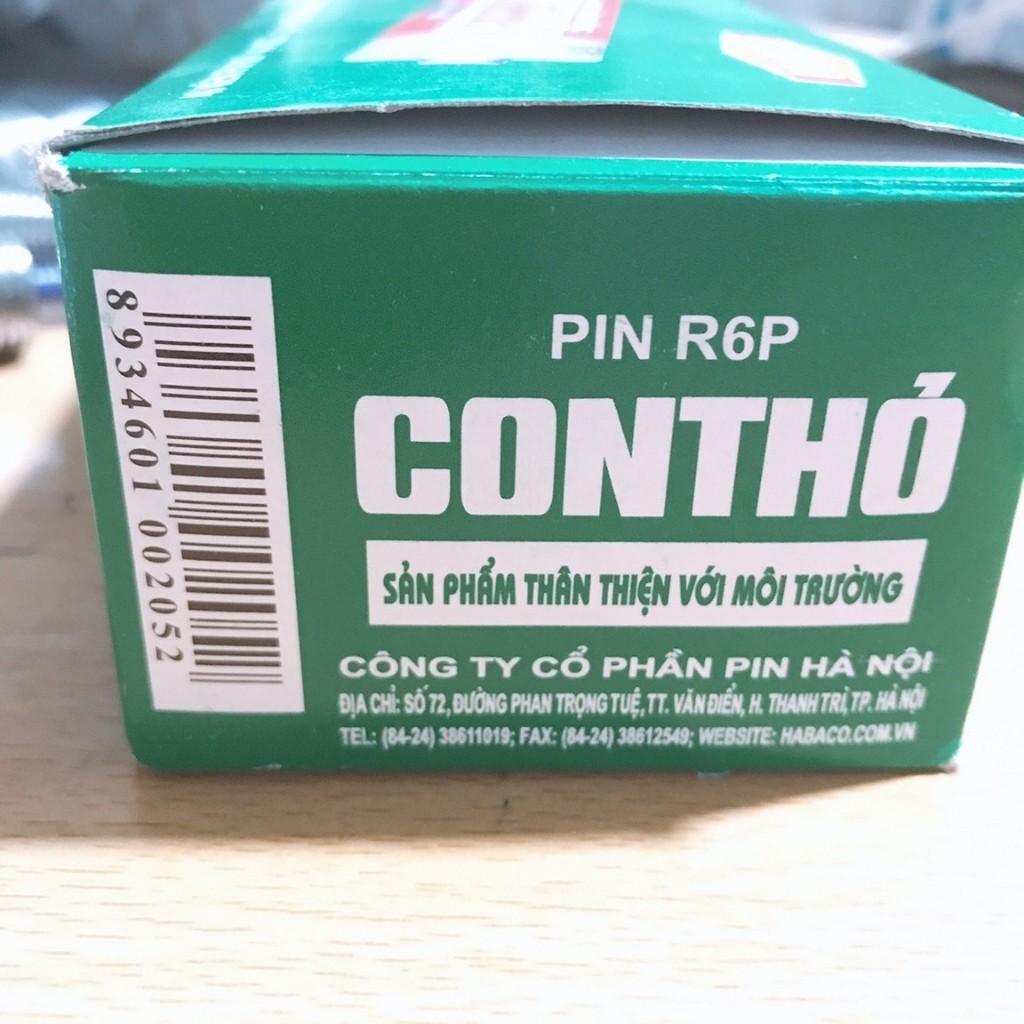 8934601 002052
PIN R6P
CONTHỎ
SẢN PHẨM THÂN THIỆN VỚI MÔI TRƯỜNG
CÔNG TY CỔ PHẦN PIN HÀ NỘI
ĐỊA CHỈ: SỐ 72, ĐƯỜNG PHAN TRỌNG TUỆ, TT. VĂN ĐIỂN, H. THANH TRÌ, TP. HÀ NỘI
TEL: (84-24) 38611019; FAX: (84-24) 38612549; WEBSITE: HABACO.COM.VN